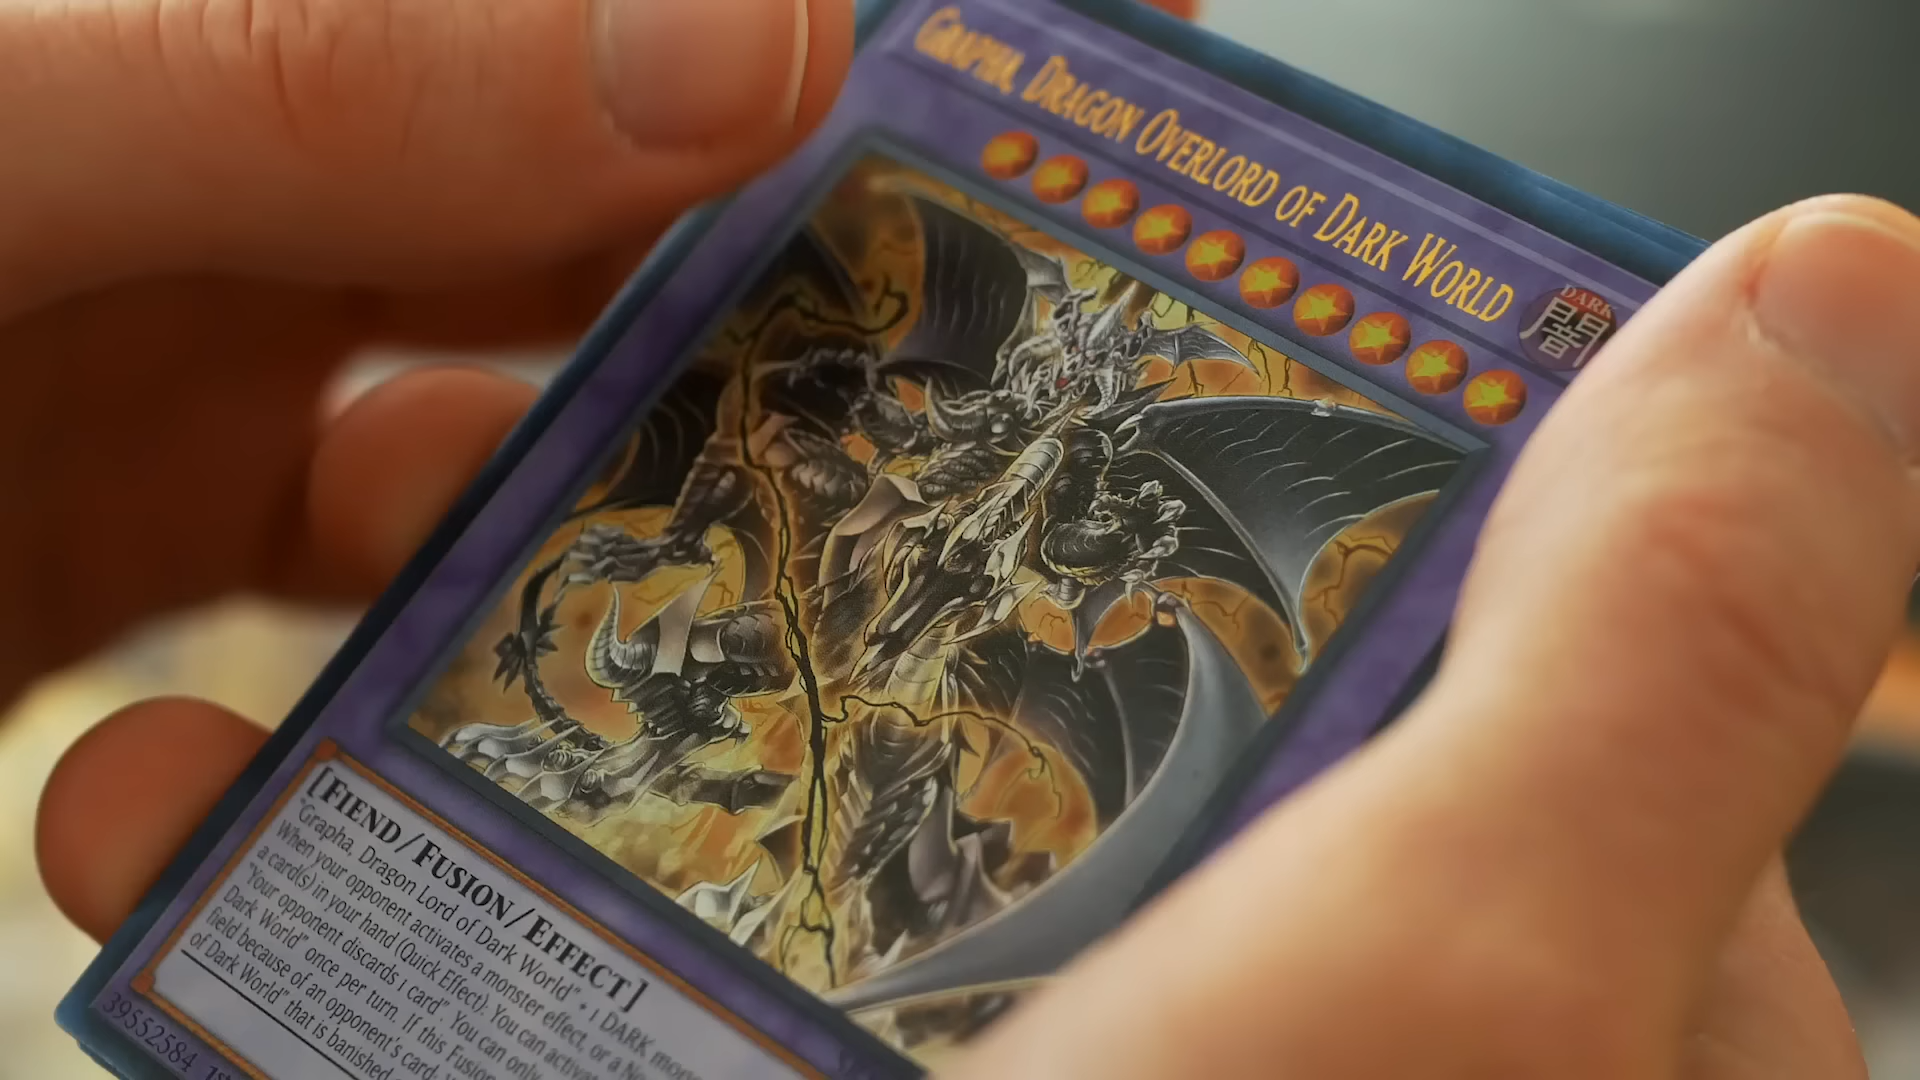 Grapha, Dragon Overlord of Dark World
DARK
闇
[Fiend/Fusion/Effect]
"Grapha, Dragon Lord of Dark World" + 1 DARK
When your opponent activates a monster effect, or a
a card(s) in your hand (Quick Effect): You can
"Your opponent discards 1 card". You can only
Dark World" once per turn. If this Fusion
field because of an opponent's card,
of Dark World" that is banished
39552584